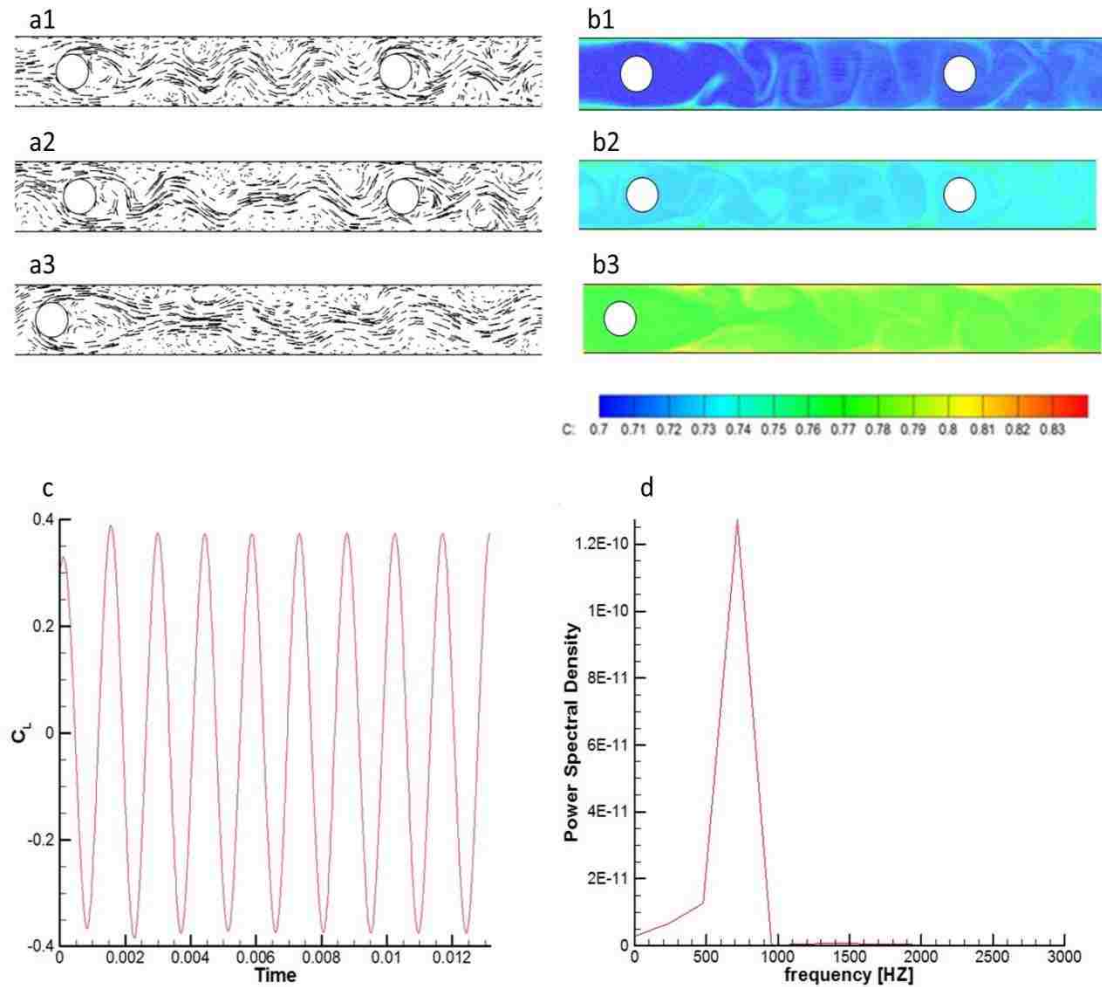 a1
b1
a2
b2
a3
b3
C: 0.7 0.71 0.72 0.73 0.74 0.75 0.76 0.77 0.78 0.79 0.8 0.81 0.82 0.83
c
d
0.4
0.2
0
-0.2
-0.4
C_L
0 0.002 0.004 0.006 0.008 0.01 0.012
Time
1.2E-10
1E-10
8E-11
6E-11
4E-11
2E-11
0
Power Spectral Density
0 500 1000 1500 2000 2500 3000
frequency [HZ]